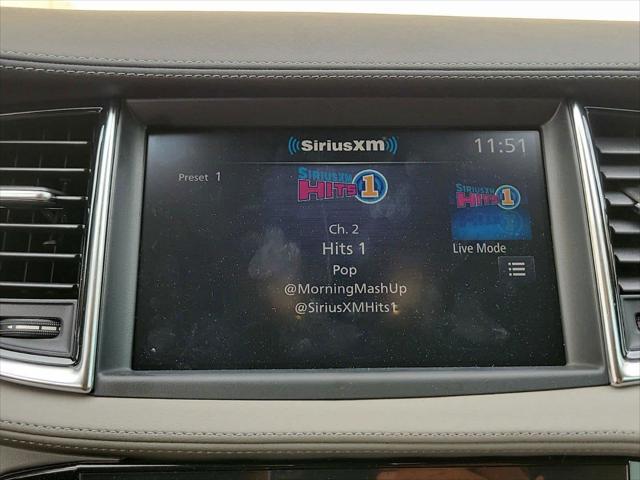 SiriusXm
11:51
Preset 1
SIRIUSXM
HITS 1
SIRIUSXM
HITS 1
Ch. 2
Hits 1
Live Mode
Pop
@MorningMashUp
@SiriusXMHits1